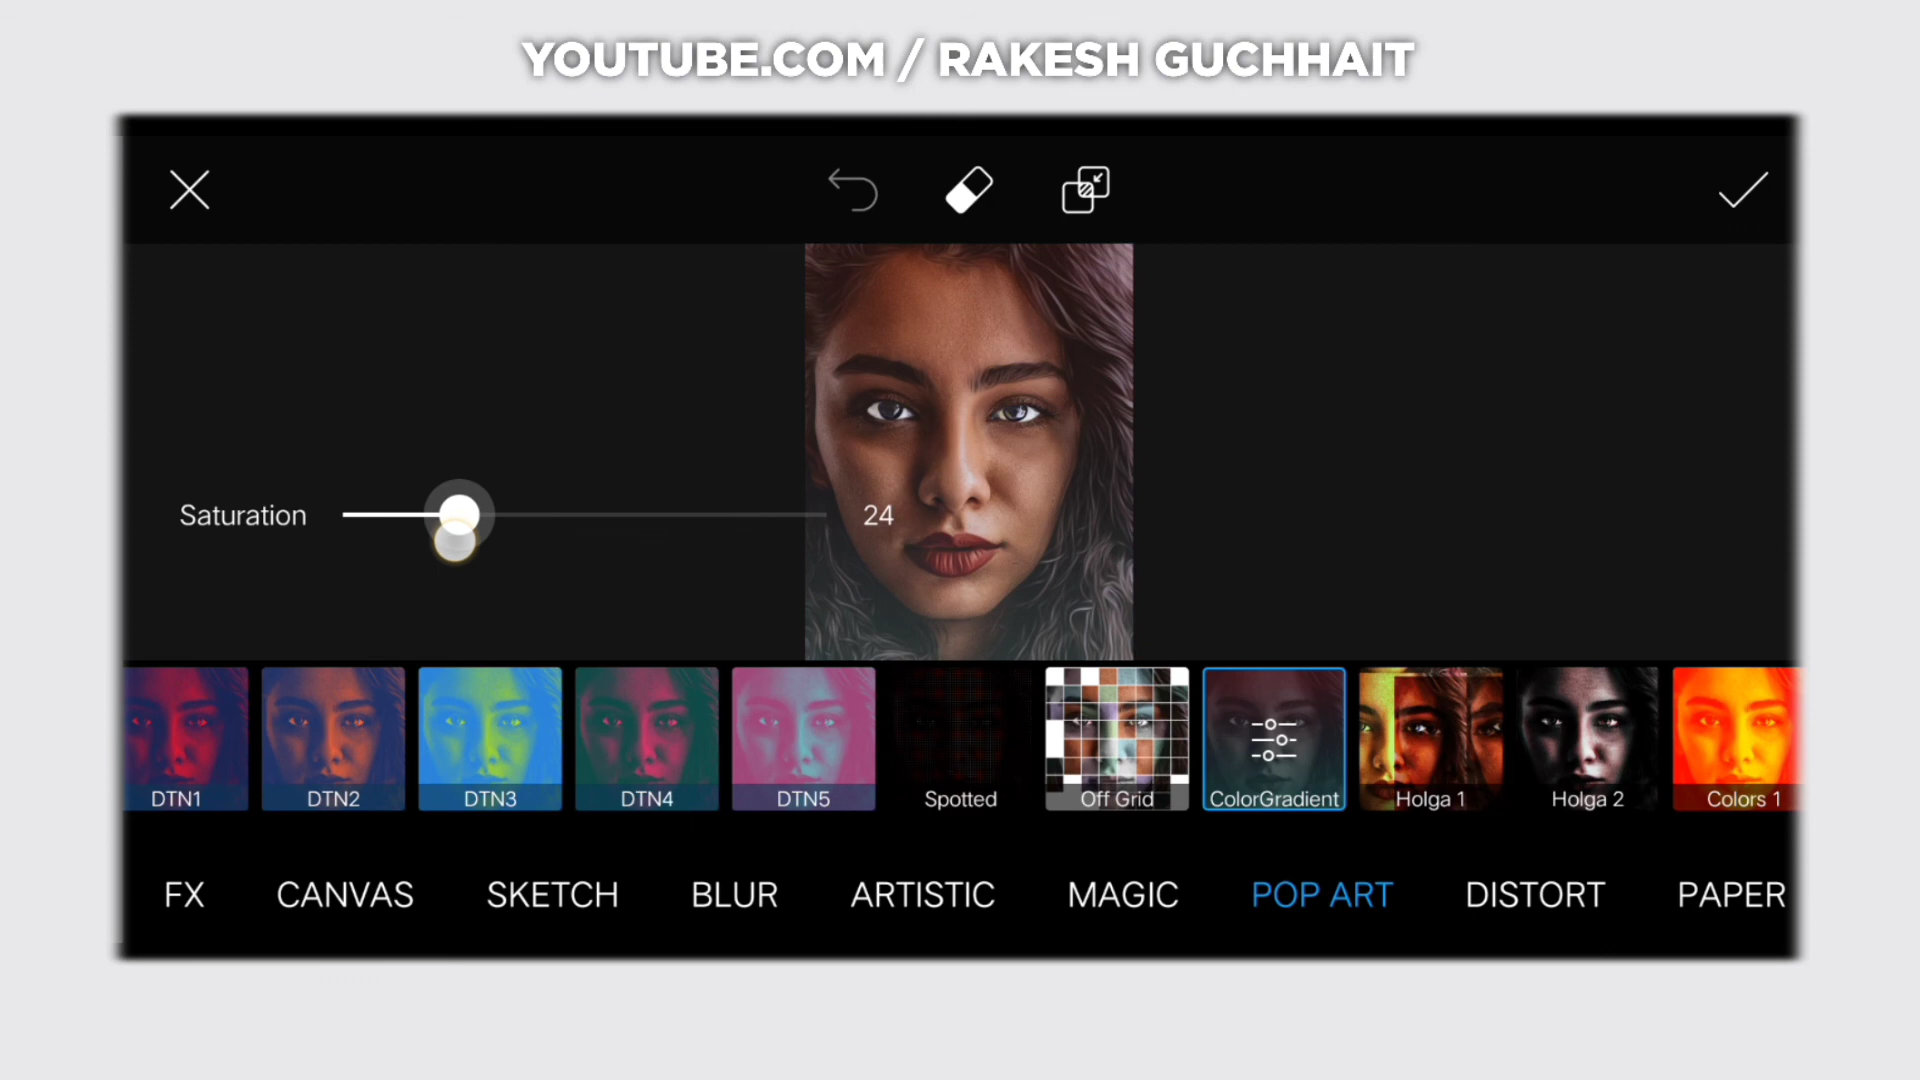 YOUTUBE.COM / RAKESH GUCHHAIT
Saturation 24
DTN1 DTN2 DTN3 DTN4 DTN5 Spotted Off Grid ColorGradient Holga 1 Holga 2 Colors 1
FX CANVAS SKETCH BLUR ARTISTIC MAGIC POP ART DISTORT PAPER